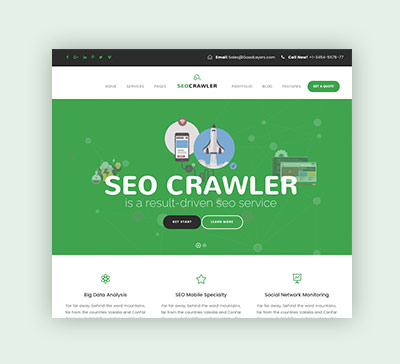 Email: Sales@GoodLayers.com Call Now! +1-3454-5678-77
HOME SERVICES PAGES SEOCRAWLER PORTFOLIO BLOG FEATURES GET A QUOTE
SEO CRAWLER
is a result-driven seo service
GET START LEARN MORE
Big Data Analysis SEO Mobile Specialty Social Network Monitoring
Far far away, behind the word mountains, Far far away, behind the word mountains, Far far away, behind the word mountains,
far from the countries Vokalia and Conttar far from the countries Vokalia and Conttar far from the countries Vokalia and Conttar